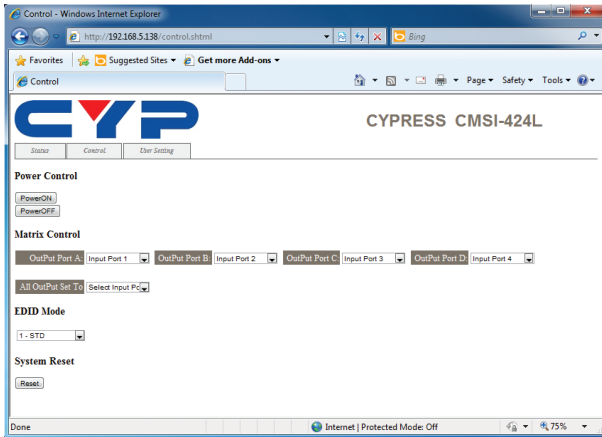 Control - Windows Internet Explorer
http://192.168.5.138/control.shtml
Bing
Favorites
Suggested Sites
Get more Add-ons
Control
Page
Safety
Tools
CYP
CYPRESS CMSI-424L
Status
Control
User Setting
Power Control
PowerON
PowerOFF
Matrix Control
OutPut Port A: Input Port 1 OutPut Port B: Input Port 2 OutPut Port C: Input Port 3 OutPut Port D: Input Port 4
All OutPut Set To Select Input Po
EDID Mode
1 - STD
System Reset
Reset
Done
Internet | Protected Mode: Off
75%